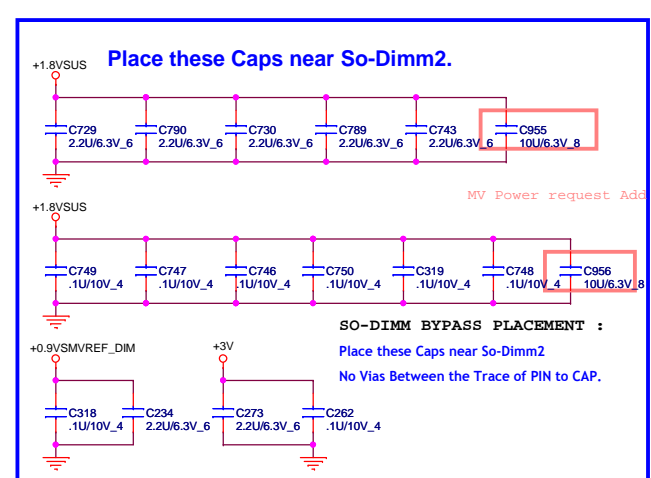 Place these Caps near So-Dimm2.
+1.8VSUS
C729 C790 C730 C789 C743 C955
2.2U/6.3V_6 2.2U/6.3V_6 2.2U/6.3V_6 2.2U/6.3V_6 2.2U/6.3V_6 10U/6.3V_8
MV Power request Add
+1.8VSUS
C749 C747 C746 C750 C319 C748 C956
.1U/10V_4 .1U/10V_4 .1U/10V_4 .1U/10V_4 .1U/10V_4 .1U/10V_4 10U/6.3V_8
SO-DIMM BYPASS PLACEMENT :
Place these Caps near So-Dimm2
No Vias Between the Trace of PIN to CAP.
+0.9VSMVREF_DIM +3V
C318 C234 C273 C262
.1U/10V_4 2.2U/6.3V_6 2.2U/6.3V_6 .1U/10V_4